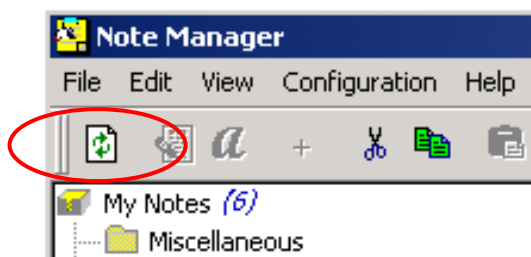 Note Manager
File Edit View Configuration Help
a +
My Notes (6)
Miscellaneous